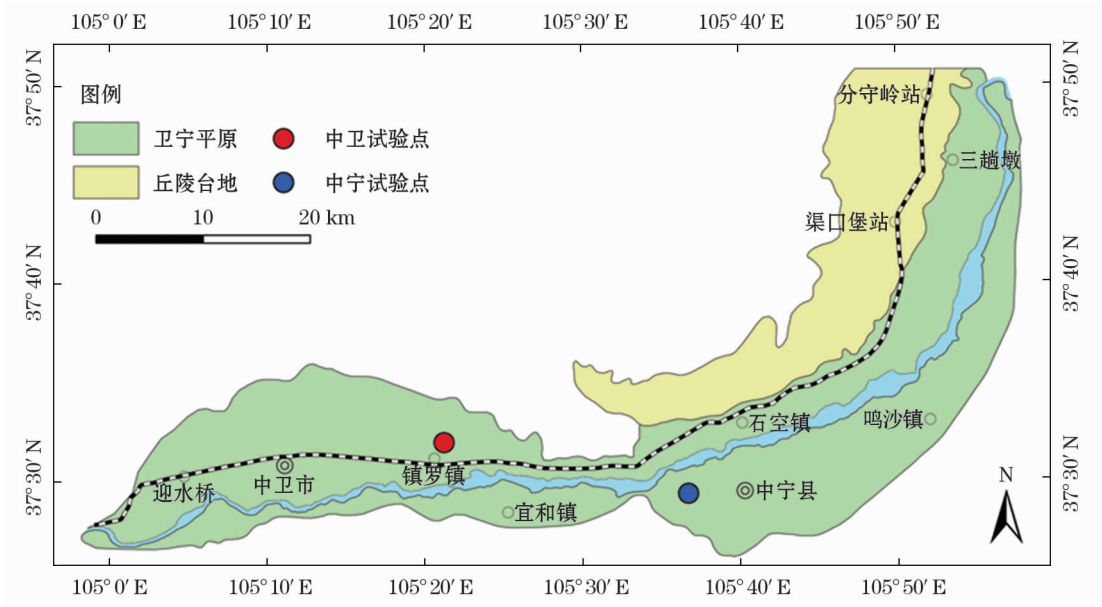 105°0′ E 105°10′ E 105°20′ E 105°30′ E 105°40′ E 105°50′ E
37°50′ N
37°40′ N
37°30′ N
37°50′ N
37°40′ N
37°30′ N
图例
卫宁平原 中卫试验点
丘陵台地 中宁试验点
0 10 20 km
分守岭站
三趟墩
渠口堡站
石空镇
鸣沙镇
镇罗镇
迎水桥
中卫市
宜和镇
中宁县
N
105°0′ E 105°10′ E 105°20′ E 105°30′ E 105°40′ E 105°50′ E